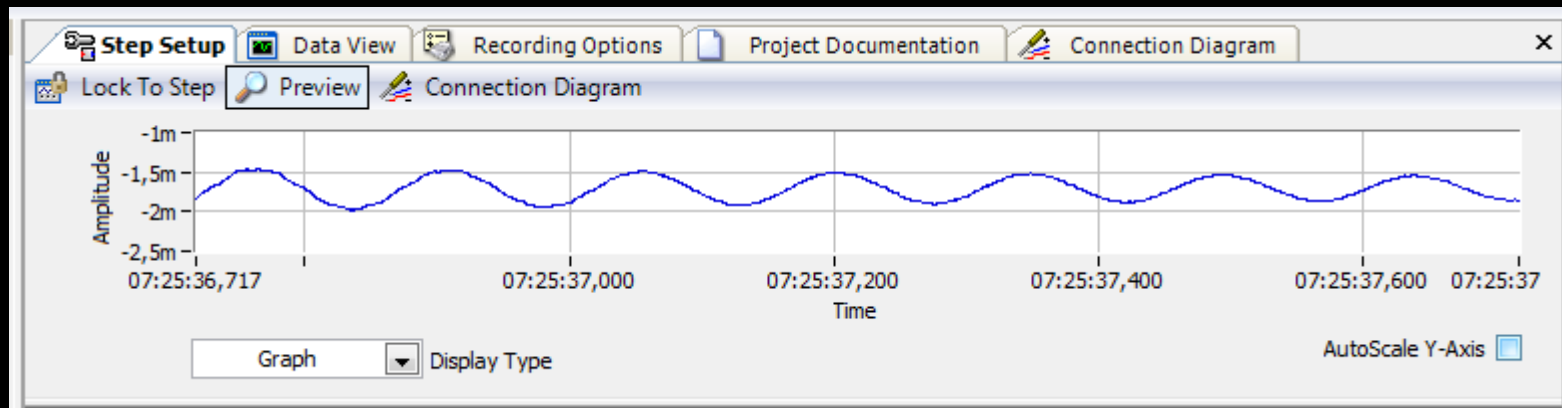 Step Setup Data View Recording Options Project Documentation Connection Diagram
Lock To Step Preview Connection Diagram
-1m
-1,5m
-2m
-2,5m
Amplitude
07:25:36,717 07:25:37,000 07:25:37,200 07:25:37,400 07:25:37,600 07:25:37
Time
Graph Display Type AutoScale Y-Axis